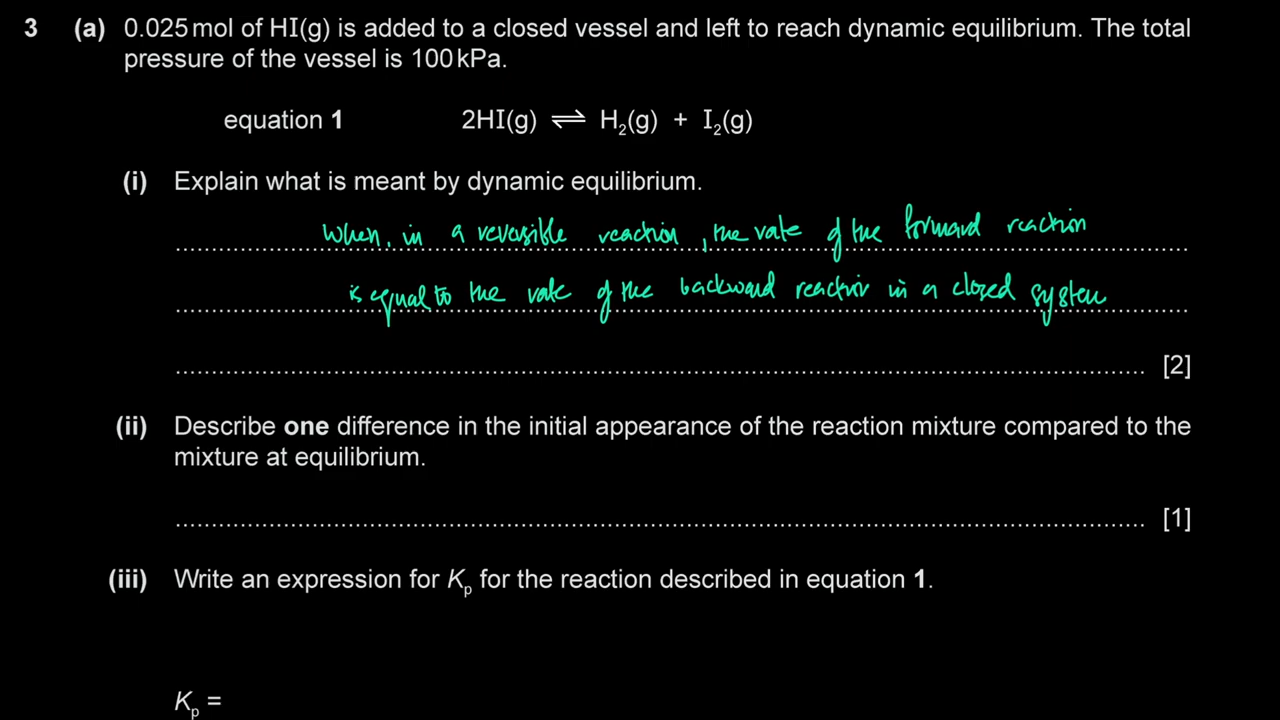 3 (a) 0.025 mol of HI(g) is added to a closed vessel and left to reach dynamic equilibrium. The total
pressure of the vessel is 100 kPa.
equation 1 2HI(g) ⇌ H₂(g) + I₂(g)
(i) Explain what is meant by dynamic equilibrium.
When, in a reversible reaction, the rate of the forward reaction
is equal to the rate of the backward reaction in a closed system
[2]
(ii) Describe one difference in the initial appearance of the reaction mixture compared to the
mixture at equilibrium.
[1]
(iii) Write an expression for Kₚ for the reaction described in equation 1.
Kₚ =